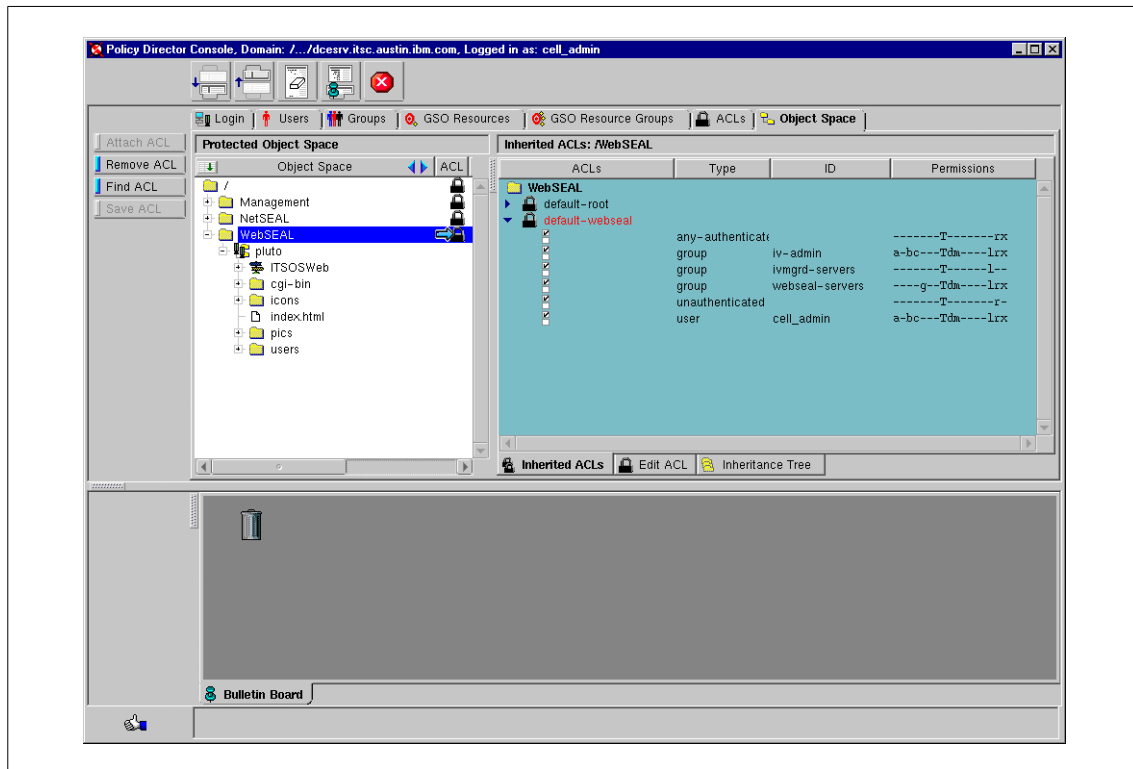 Policy Director Console, Domain: /.../dcesrv.itsc.austin.ibm.com, Logged in as: cell_admin
Login Users Groups GSO Resources GSO Resource Groups ACLs Object Space
Attach ACL
Remove ACL
Find ACL
Save ACL
Protected Object Space
Object Space ACL
/
Management
NetSEAL
WebSEAL
pluto
ITSOSWeb
cgi-bin
icons
index.html
pics
users
Inherited ACLs: /WebSEAL
ACLs Type ID Permissions
WebSEAL
default-root
default-webseal
any-authenticate -------T-------rx
group iv-admin a-bc---Tdm----lrx
group ivmgrd-servers -------T------l--
group webseal-servers ----g--Tdm----lrx
unauthenticated -------T-------r-
user cell_admin a-bc---Tdm----lrx
Inherited ACLs Edit ACL Inheritance Tree
Bulletin Board